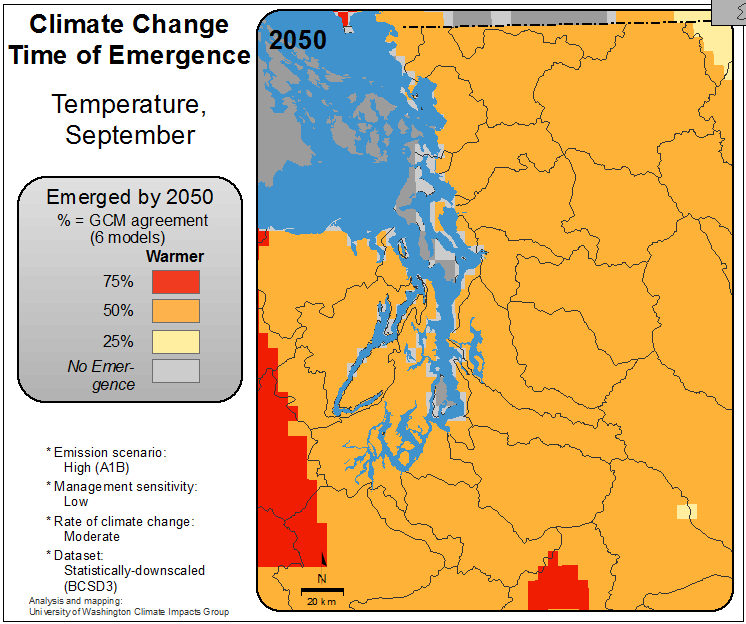 Climate Change
Time of Emergence
Temperature,
September
Emerged by 2050
% = GCM agreement
(6 models)
Warmer
75%
50%
25%
No Emer-
gence
* Emission scenario:
High (A1B)
* Management sensitivity:
Low
* Rate of climate change:
Moderate
* Dataset:
Statistically-downscaled
(BCSD3)
Analysis and mapping:
University of Washington Climate Impacts Group
2050
N
20 km